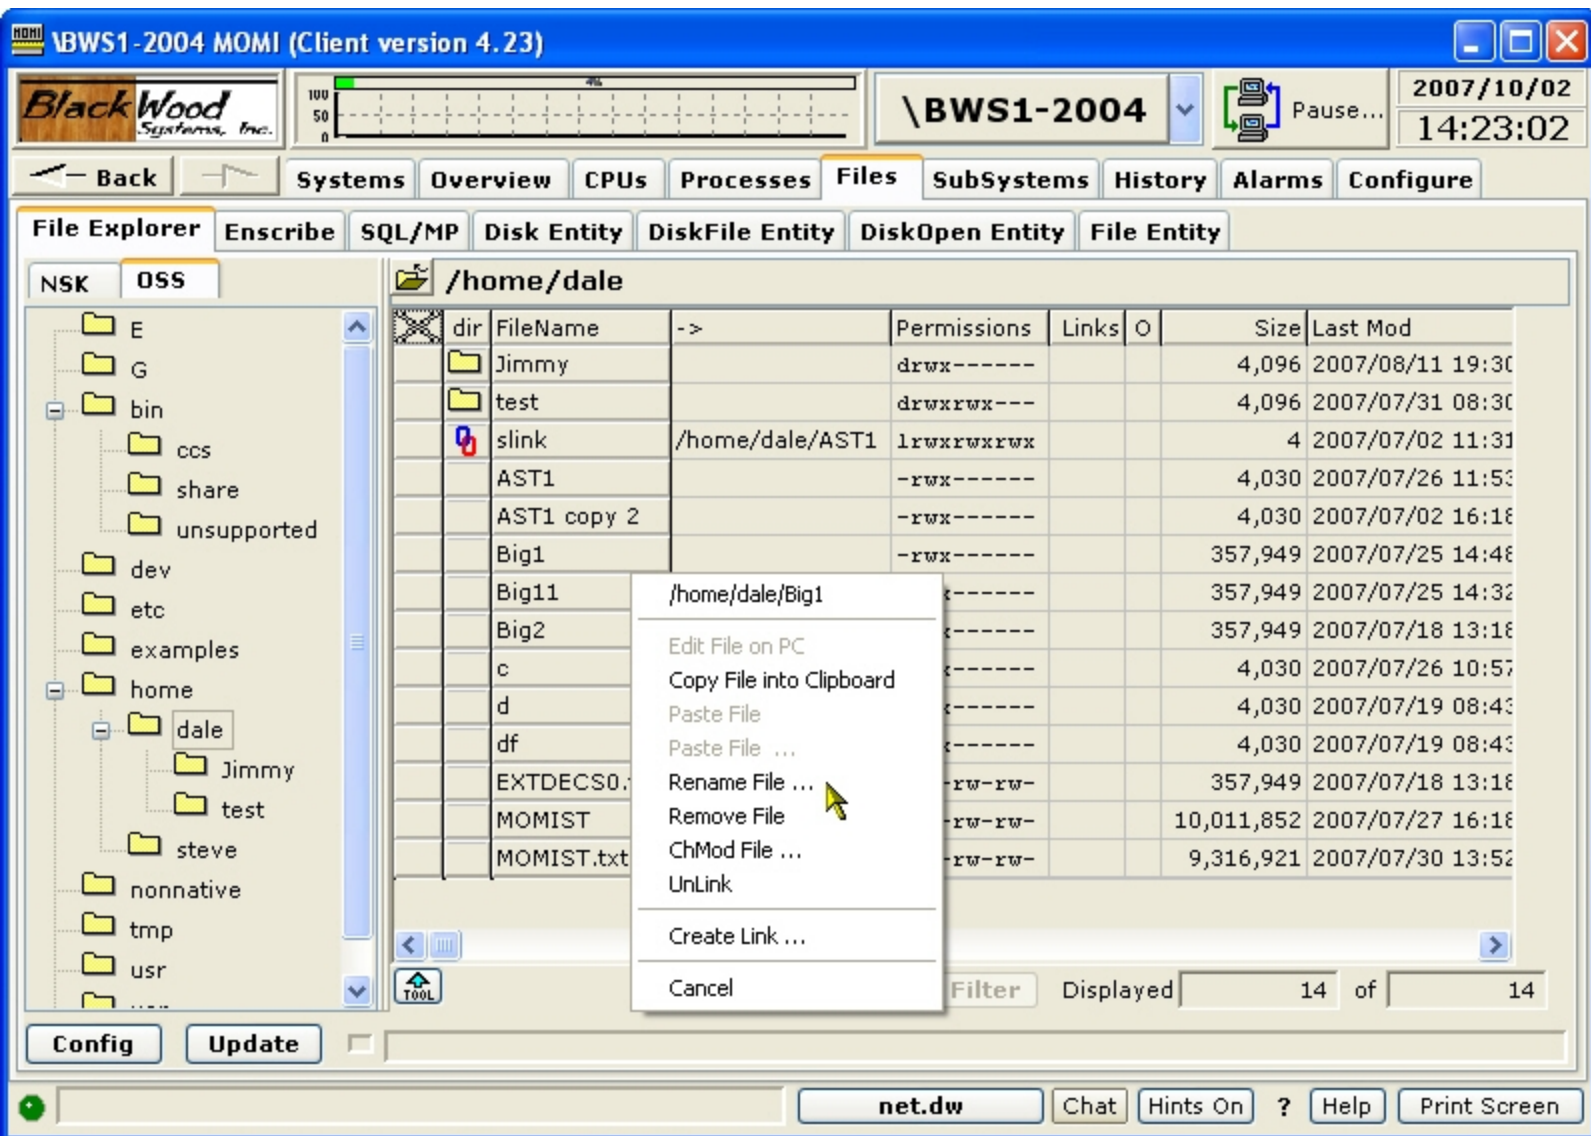 MOMI \BWS1-2004 MOMI (Client version 4.23)
BlackWood Systems, Inc.
100
50
0
4%
\BWS1-2004
Pause...
2007/10/02
14:23:02
Back
Systems Overview CPUs Processes Files SubSystems History Alarms Configure
File Explorer Enscribe SQL/MP Disk Entity DiskFile Entity DiskOpen Entity File Entity
NSK OSS
E
G
bin
ccs
share
unsupported
dev
etc
examples
home
dale
Jimmy
test
steve
nonnative
tmp
usr
/home/dale
dir FileName -> Permissions Links O Size Last Mod
Jimmy drwx------ 4,096 2007/08/11 19:30
test drwxrwx--- 4,096 2007/07/31 08:30
slink /home/dale/AST1 lrwxrwxrwx 4 2007/07/02 11:31
AST1 -rwx------ 4,030 2007/07/26 11:53
AST1 copy 2 -rwx------ 4,030 2007/07/02 16:18
Big1 -rwx------ 357,949 2007/07/25 14:48
Big11 ------ 357,949 2007/07/25 14:32
Big2 ------ 357,949 2007/07/18 13:18
c ------ 4,030 2007/07/26 10:57
d ------ 4,030 2007/07/19 08:43
df ------ 4,030 2007/07/19 08:43
EXTDECS0. -rw-rw- 357,949 2007/07/18 13:18
MOMIST -rw-rw- 10,011,852 2007/07/27 16:18
MOMIST.txt -rw-rw- 9,316,921 2007/07/30 13:52
/home/dale/Big1
Edit File on PC
Copy File into Clipboard
Paste File
Paste File ...
Rename File ...
Remove File
ChMod File ...
UnLink
Create Link ...
Cancel
TOOL
Filter Displayed 14 of 14
Config Update
net.dw Chat Hints On ? Help Print Screen